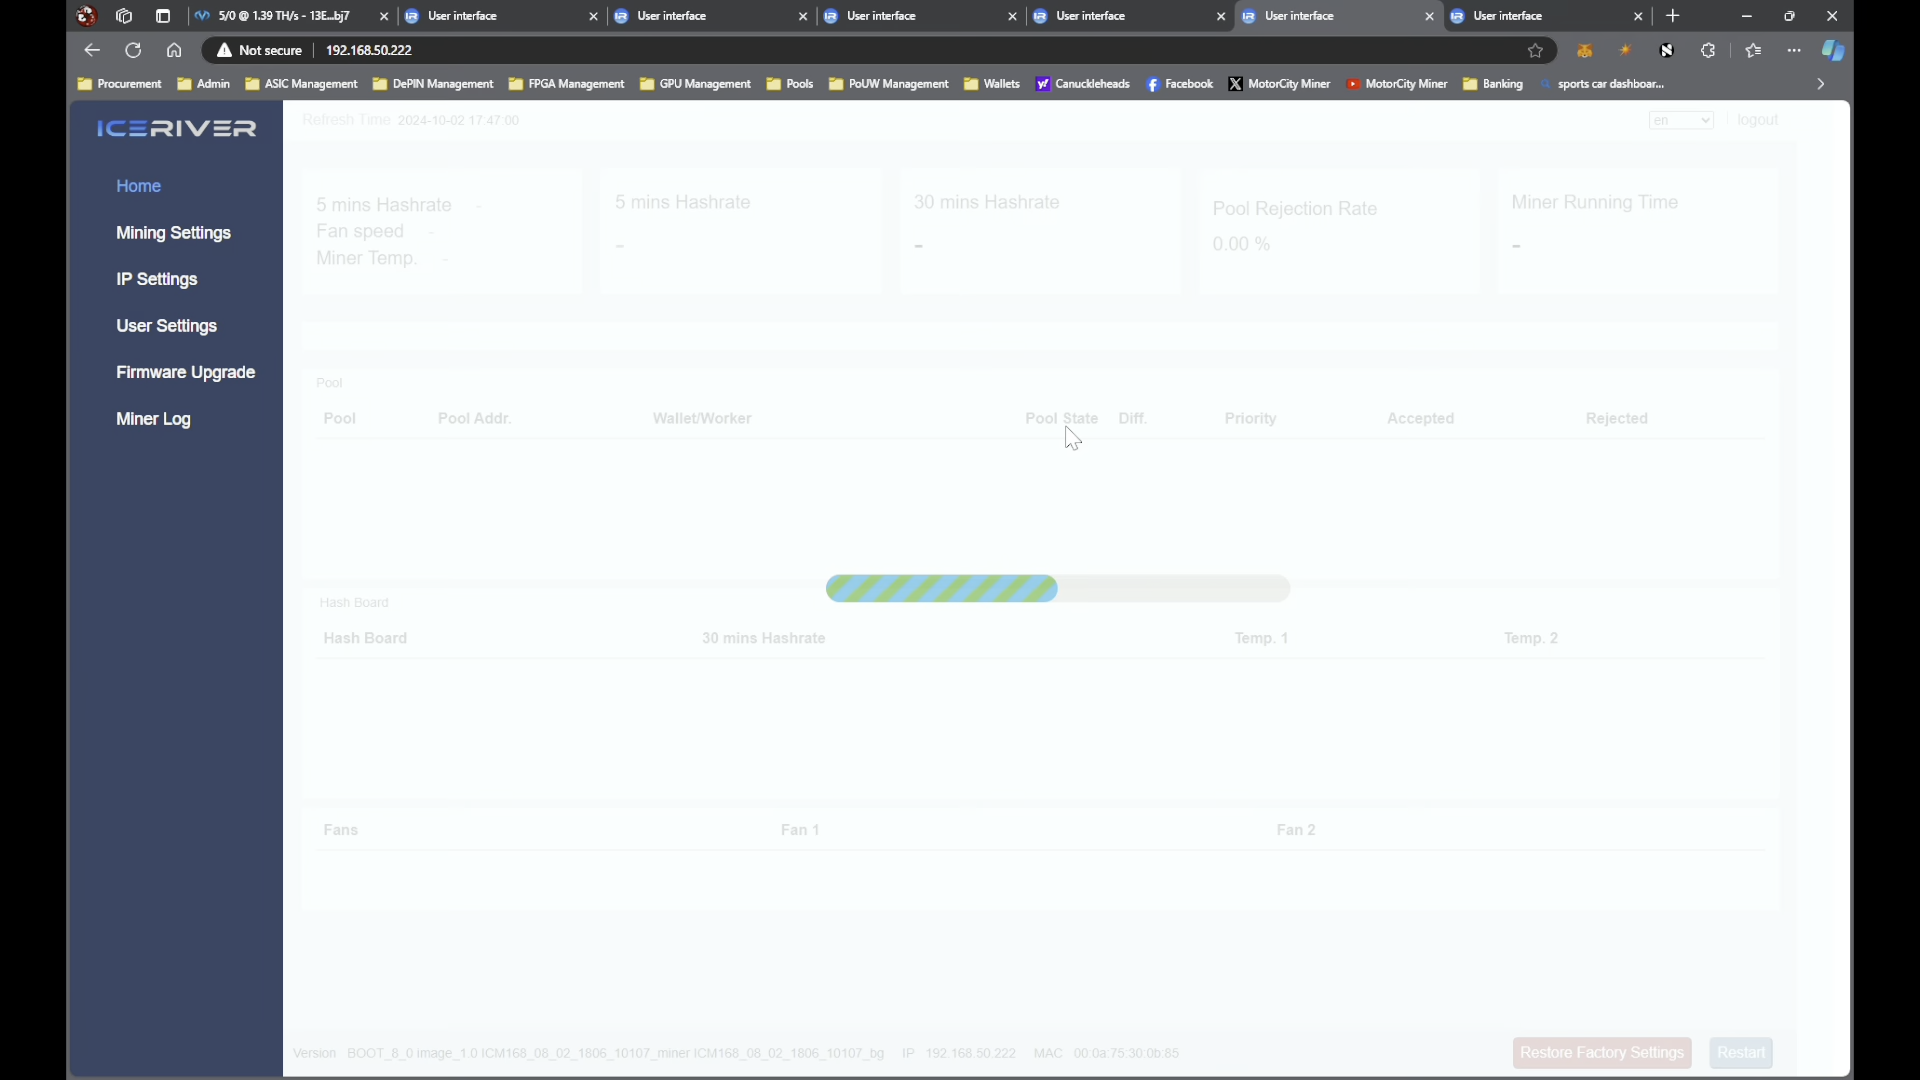 5/0 @ 1.39 TH/s - 13E...bj7
User interface
User interface
User interface
User interface
User interface
User interface
Not secure
192.168.50.222
Procurement
Admin
ASIC Management
DePIN Management
FPGA Management
GPU Management
Pools
PoUW Management
Wallets
Canuckleheads
Facebook
MotorCity Miner
MotorCity Miner
Banking
sports car dashboar...
ICERIVER
Refresh Time 2024-10-02 17:47:00
en
logout
Home
Mining Settings
IP Settings
User Settings
Firmware Upgrade
Miner Log
5 mins Hashrate -
Fan speed -
Miner Temp. -
5 mins Hashrate
-
30 mins Hashrate
-
Pool Rejection Rate
0.00 %
Miner Running Time
-
Pool
Pool Pool Addr. Wallet/Worker Pool State Diff. Priority Accepted Rejected
Hash Board
Hash Board 30 mins Hashrate Temp. 1 Temp. 2
Fans Fan 1 Fan 2
Version BOOT_8_0 image_1.0 ICM168_08_02_1806_10107_miner ICM168_08_02_1806_10107_bg IP 192.168.50.222 MAC 00:0a:75:30:0b:85
Restore Factory Settings
Restart